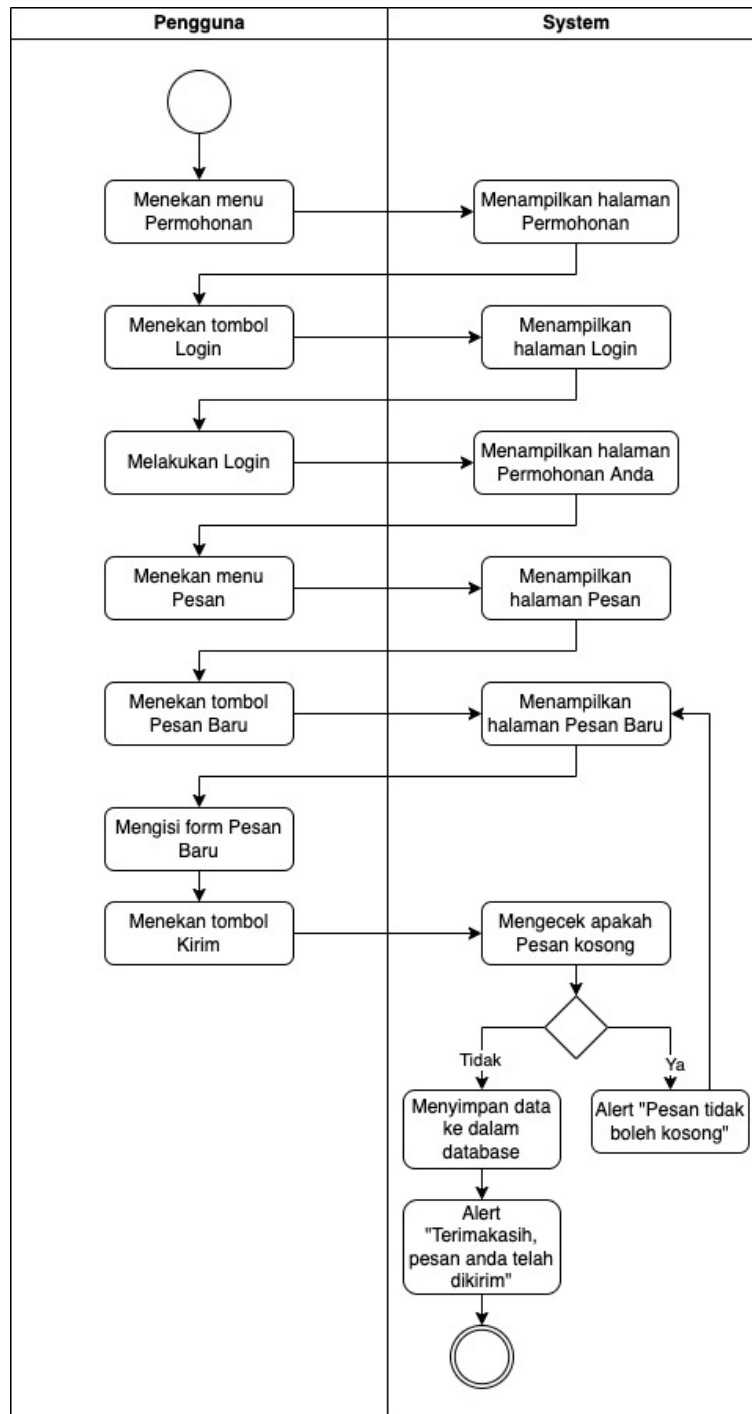 Pengguna
System
Menekan menu
Permohonan
Menampilkan halaman
Permohonan
Menekan tombol
Login
Menampilkan
halaman Login
Melakukan Login
Menampilkan halaman
Permohonan Anda
Menekan menu
Pesan
Menampilkan
halaman Pesan
Menekan tombol
Pesan Baru
Menampilkan
halaman Pesan Baru
Mengisi form Pesan
Baru
Menekan tombol
Kirim
Mengecek apakah
Pesan kosong
Tidak
Ya
Menyimpan data
ke dalam
database
Alert "Pesan tidak
boleh kosong"
Alert
"Terimakasih,
pesan anda telah
dikirim"